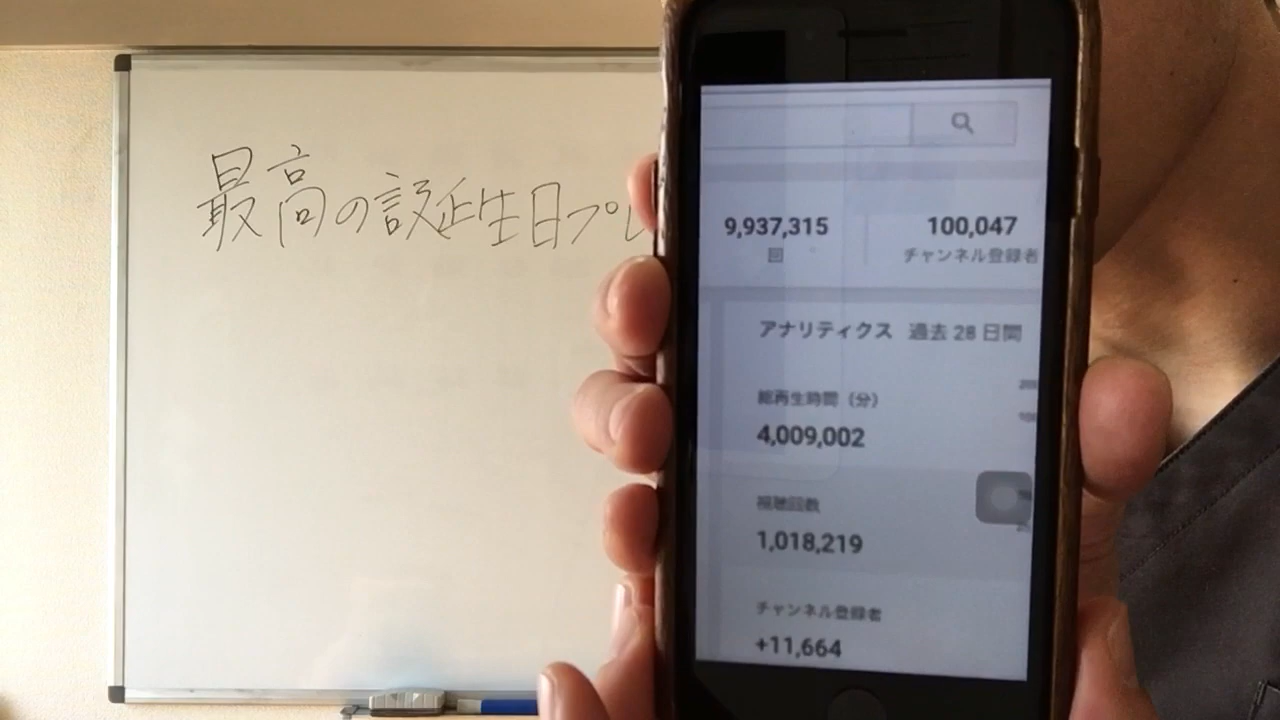 最高の誕生日プレ
9,937,315
回
100,047
チャンネル登録者
アナリティクス 過去 28 日間
総再生時間（分）
4,009,002
視聴回数
1,018,219
チャンネル登録者
+11,664